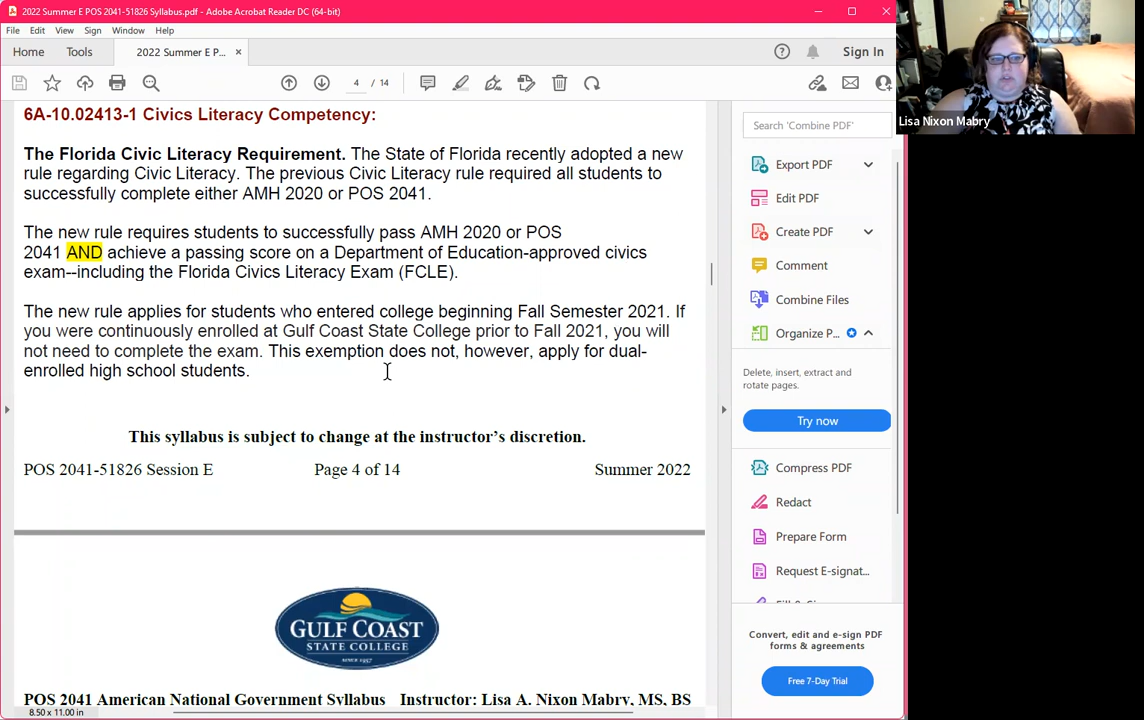 2022 Summer E POS 2041-51826 Syllabus.pdf - Adobe Acrobat Reader DC (64-bit)
File Edit View Sign Window Help
Home Tools 2022 Summer E P... × Sign In
4 / 14
Lisa Nixon Mabry
6A-10.02413-1 Civics Literacy Competency:
The Florida Civic Literacy Requirement. The State of Florida recently adopted a new
rule regarding Civic Literacy. The previous Civic Literacy rule required all students to
successfully complete either AMH 2020 or POS 2041.
The new rule requires students to successfully pass AMH 2020 or POS
2041 AND achieve a passing score on a Department of Education-approved civics
exam--including the Florida Civics Literacy Exam (FCLE).
The new rule applies for students who entered college beginning Fall Semester 2021. If
you were continuously enrolled at Gulf Coast State College prior to Fall 2021, you will
not need to complete the exam. This exemption does not, however, apply for dual-
enrolled high school students.
This syllabus is subject to change at the instructor's discretion.
POS 2041-51826 Session E Page 4 of 14 Summer 2022
GULF COAST
STATE COLLEGE
SINCE 1957
POS 2041 American National Government Syllabus Instructor: Lisa A. Nixon Mabry, MS, BS
8.50 x 11.00 in
Search 'Combine PDF'
Export PDF
Edit PDF
Create PDF
Comment
Combine Files
Organize P...
Delete, insert, extract and
rotate pages.
Try now
Compress PDF
Redact
Prepare Form
Request E-signat...
Convert, edit and e-sign PDF
forms & agreements
Free 7-Day Trial